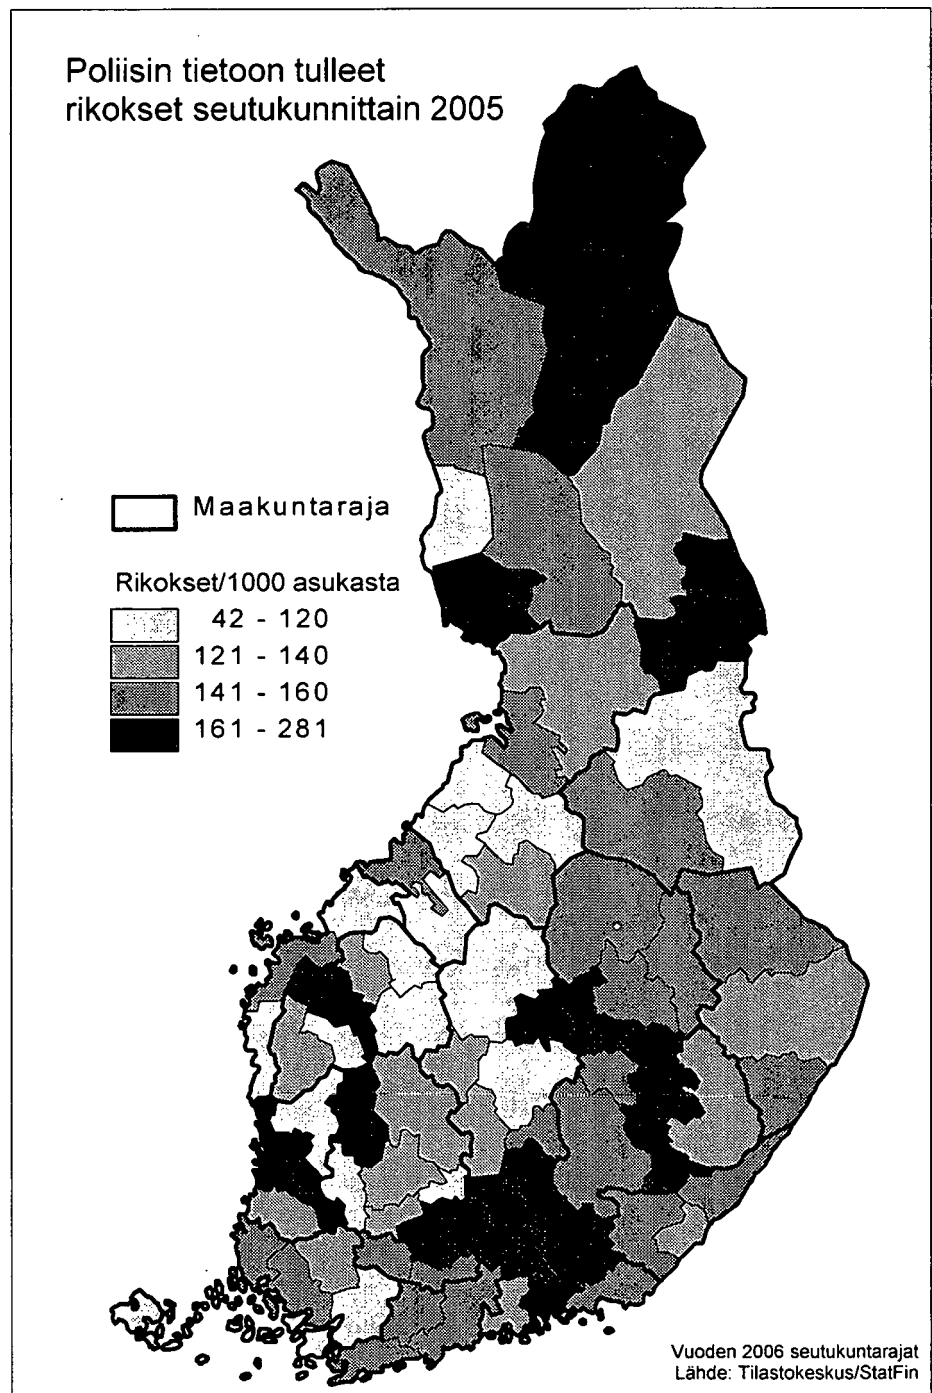 Poliisin tietoon tulleet
rikokset seutukunnittain 2005
Maakuntaraja
Rikokset/1000 asukasta
42 - 120
121 - 140
141 - 160
161 - 281
Vuoden 2006 seutukuntarajat
Lähde: Tilastokeskus/StatFin